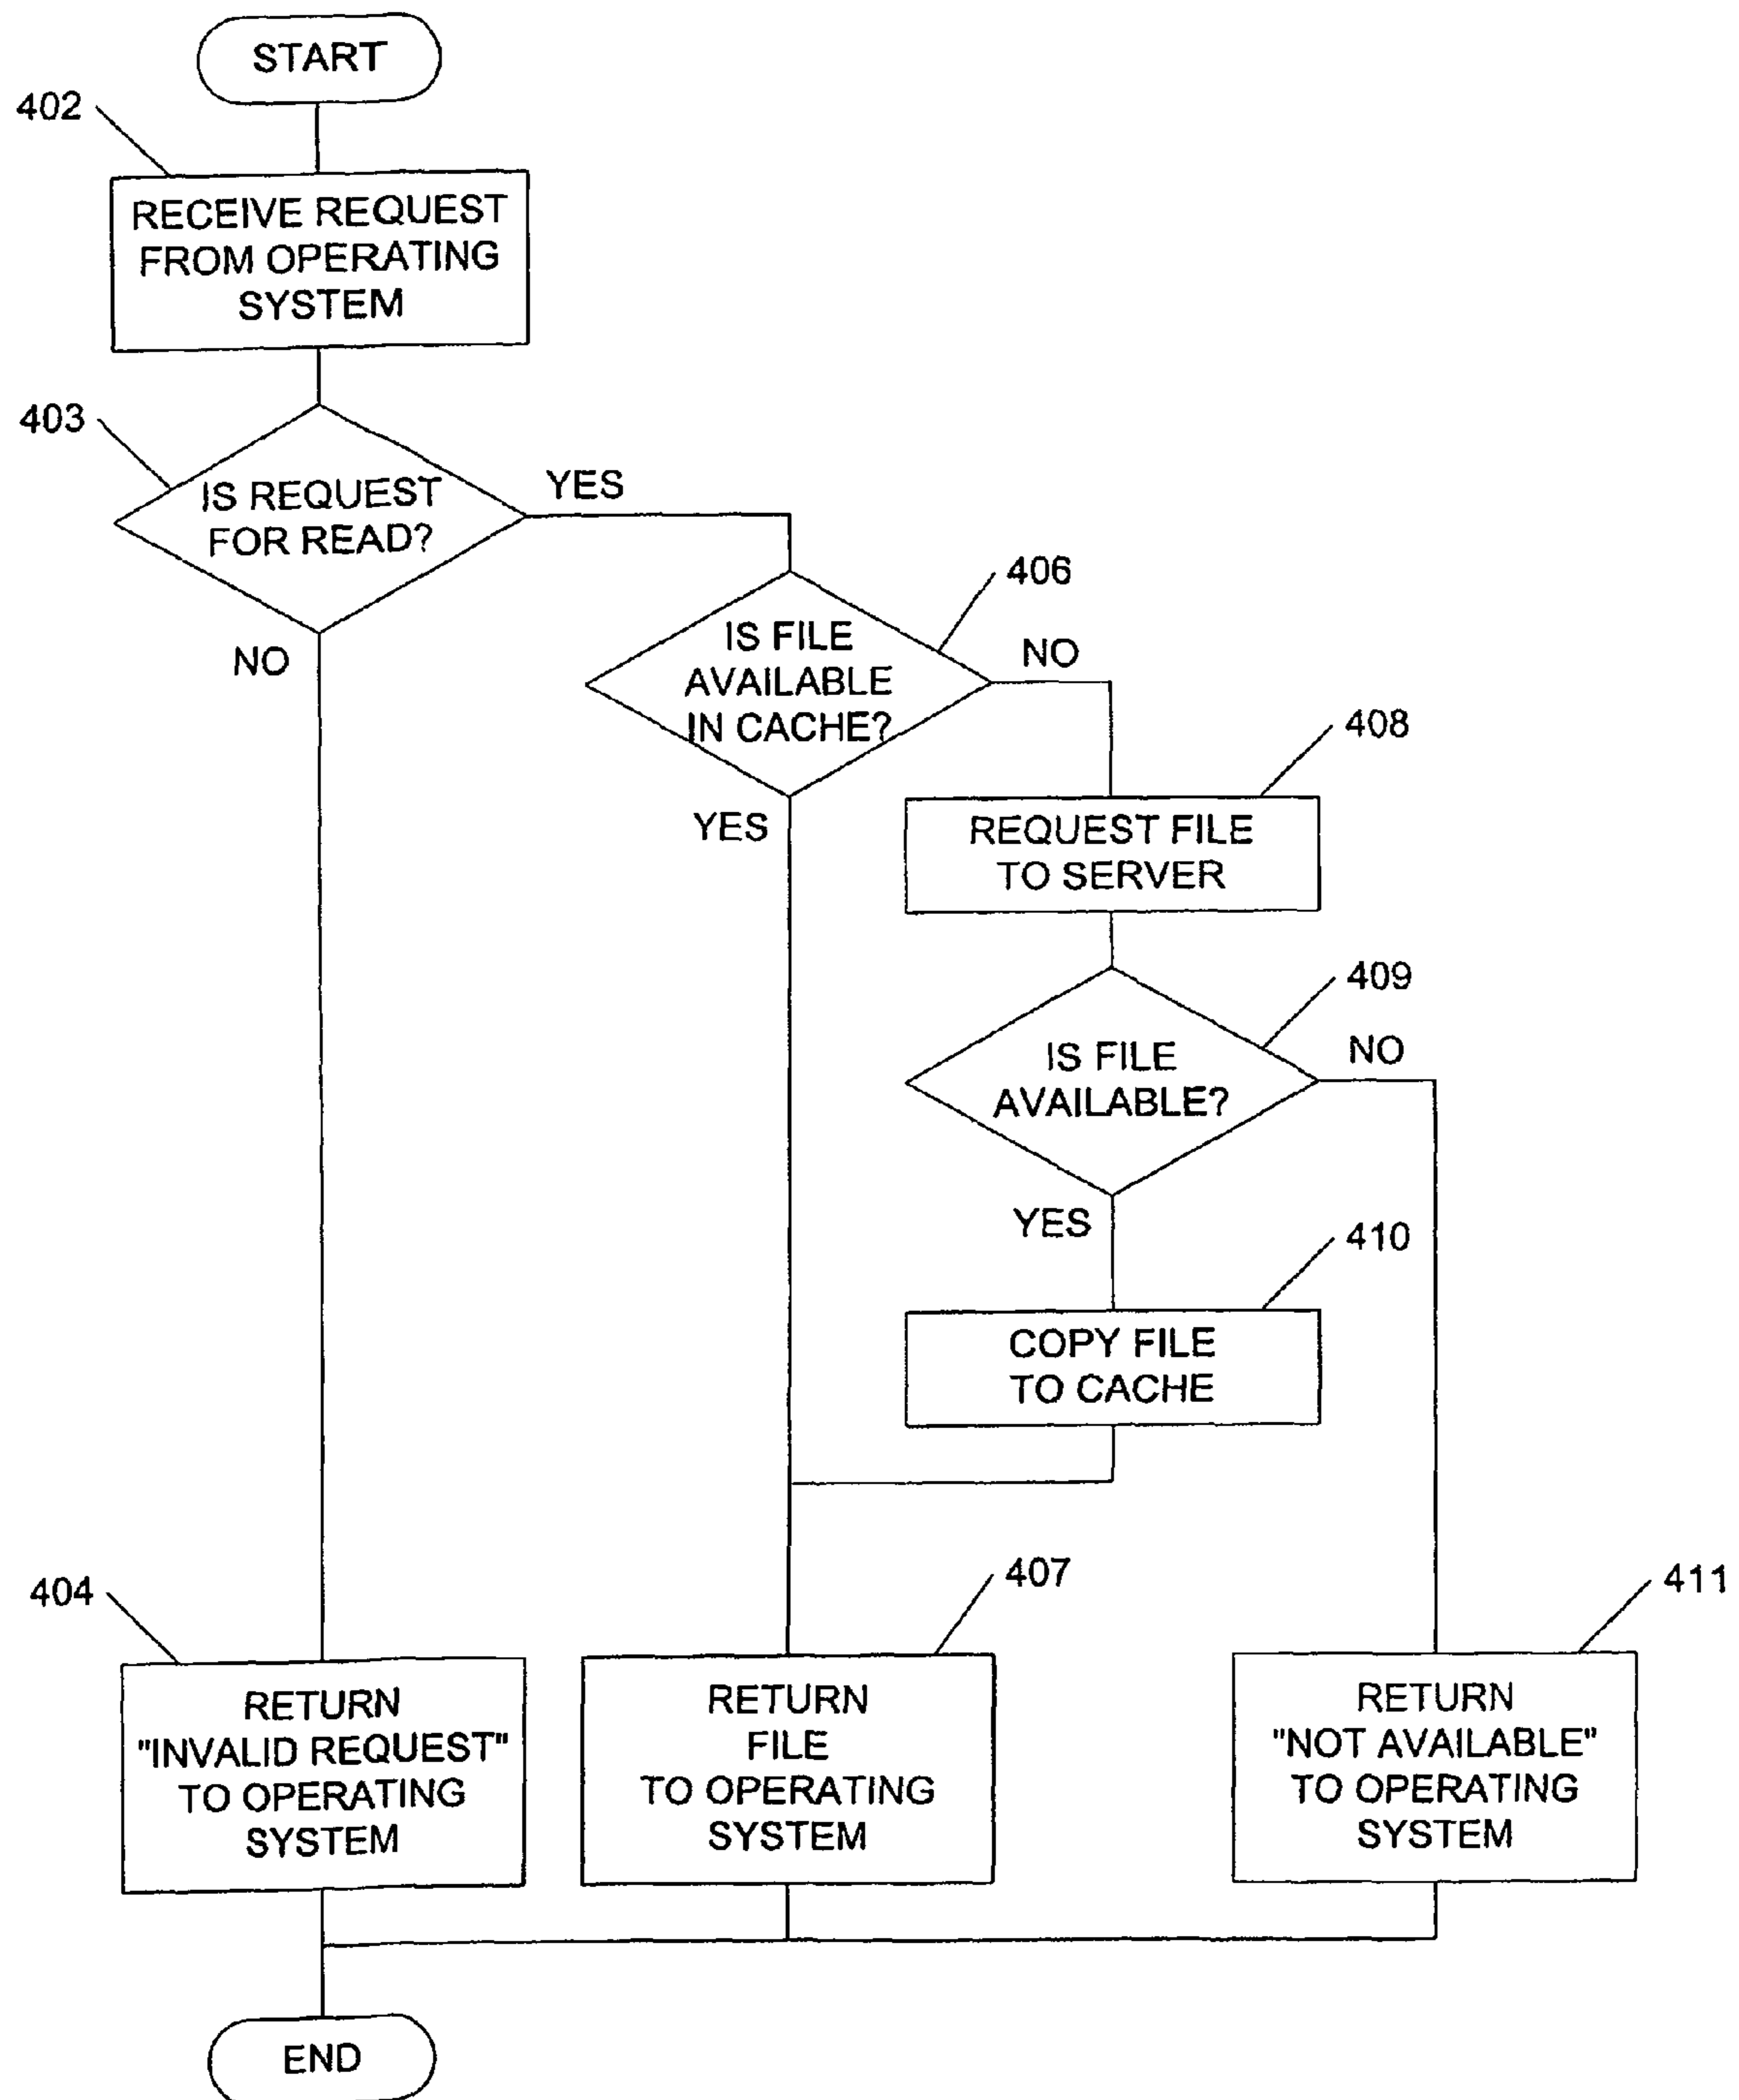 START
402
RECEIVE REQUEST
FROM OPERATING
SYSTEM
403
IS REQUEST
FOR READ?
YES
NO
406
IS FILE
AVAILABLE
IN CACHE?
NO
YES
408
REQUEST FILE
TO SERVER
409
IS FILE
AVAILABLE?
NO
YES
410
COPY FILE
TO CACHE
404
RETURN
"INVALID REQUEST"
TO OPERATING
SYSTEM
407
RETURN
FILE
TO OPERATING
SYSTEM
411
RETURN
"NOT AVAILABLE"
TO OPERATING
SYSTEM
END